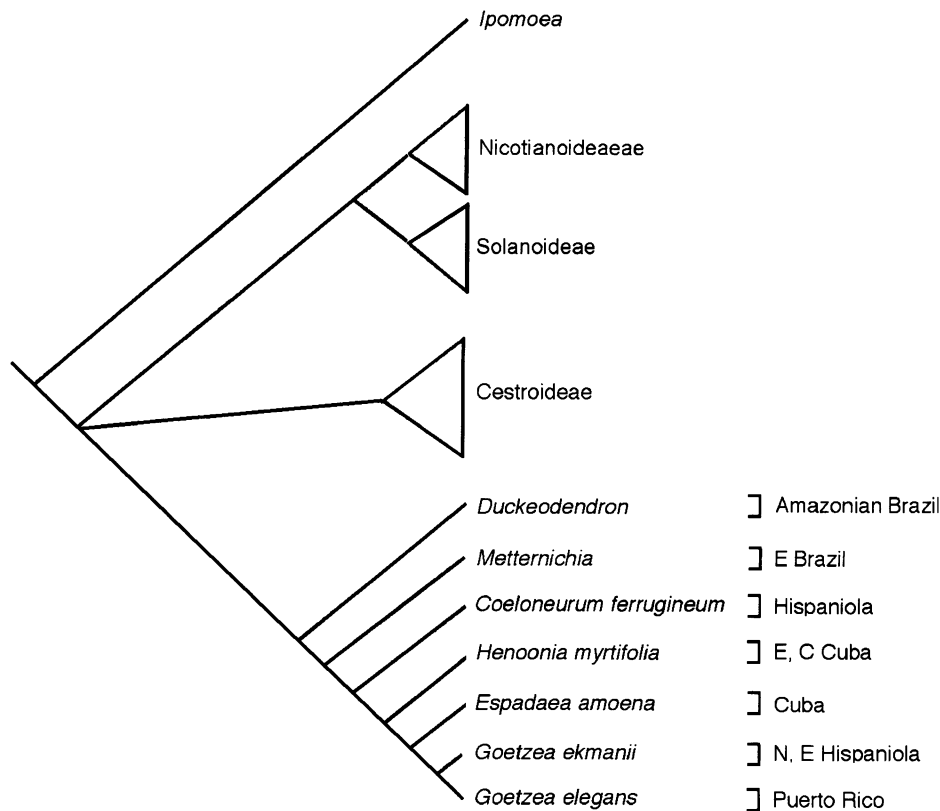 Ipomoea
Nicotianoideaeae
Solanoideae
Cestroideae
Duckeodendron ] Amazonian Brazil
Metternichia ] E Brazil
Coeloneurum ferrugineum ] Hispaniola
Henoonia myrtifolia ] E, C Cuba
Espadaea amoena ] Cuba
Goetzea ekmanii ] N, E Hispaniola
Goetzea elegans ] Puerto Rico